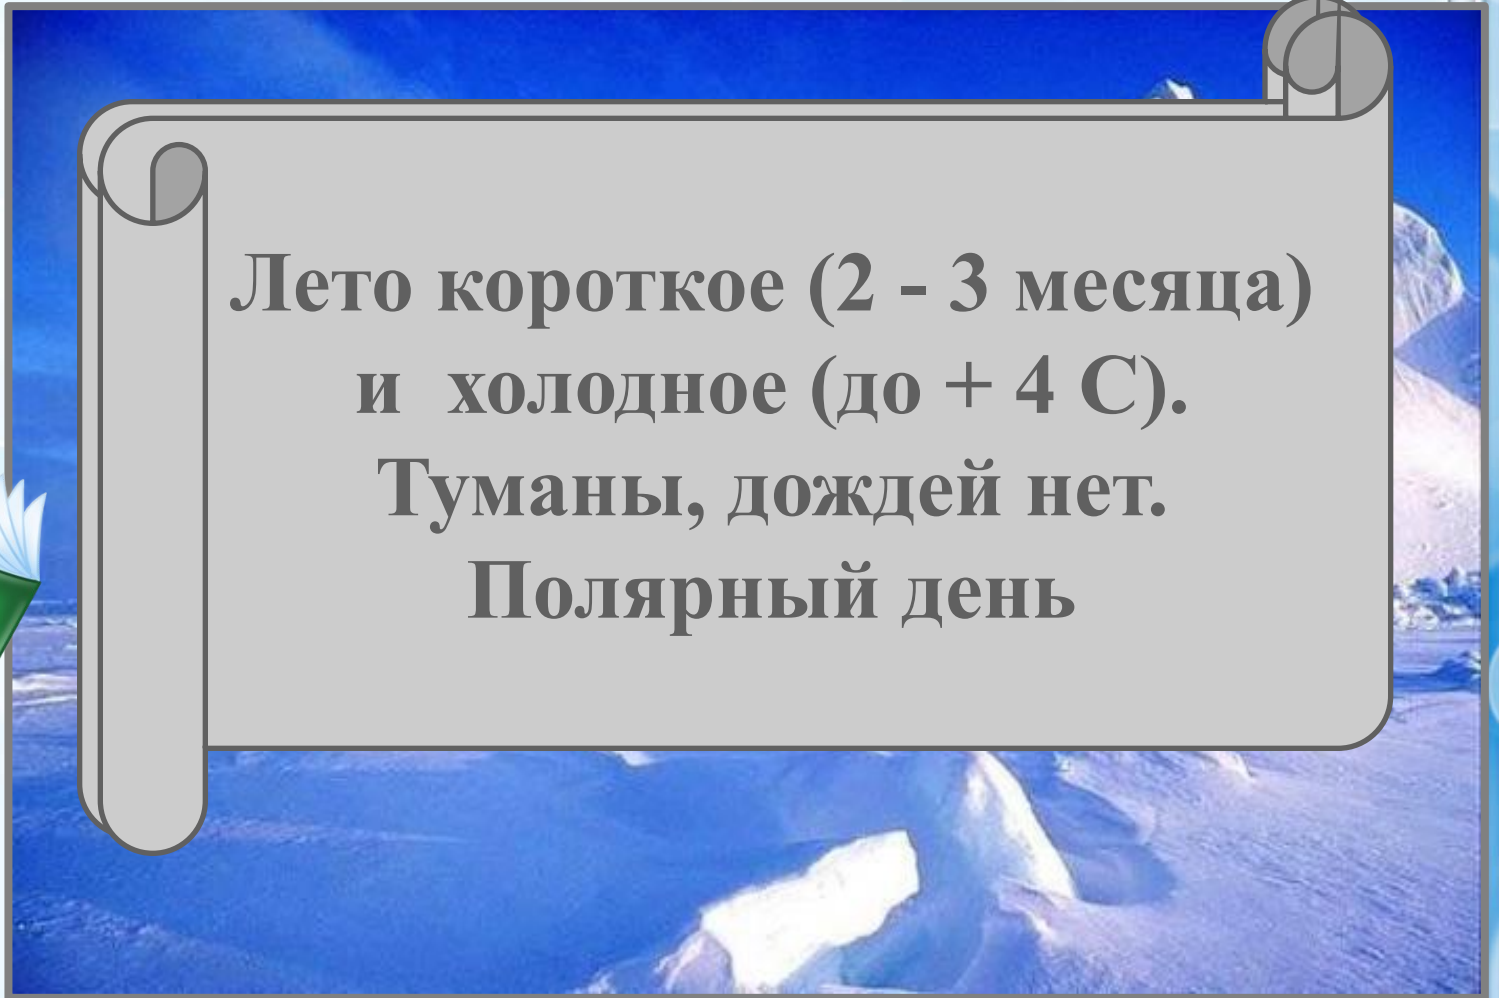 Лето короткое (2 - 3 месяца)
и холодное (до + 4 С).
Туманы, дождей нет.
Полярный день